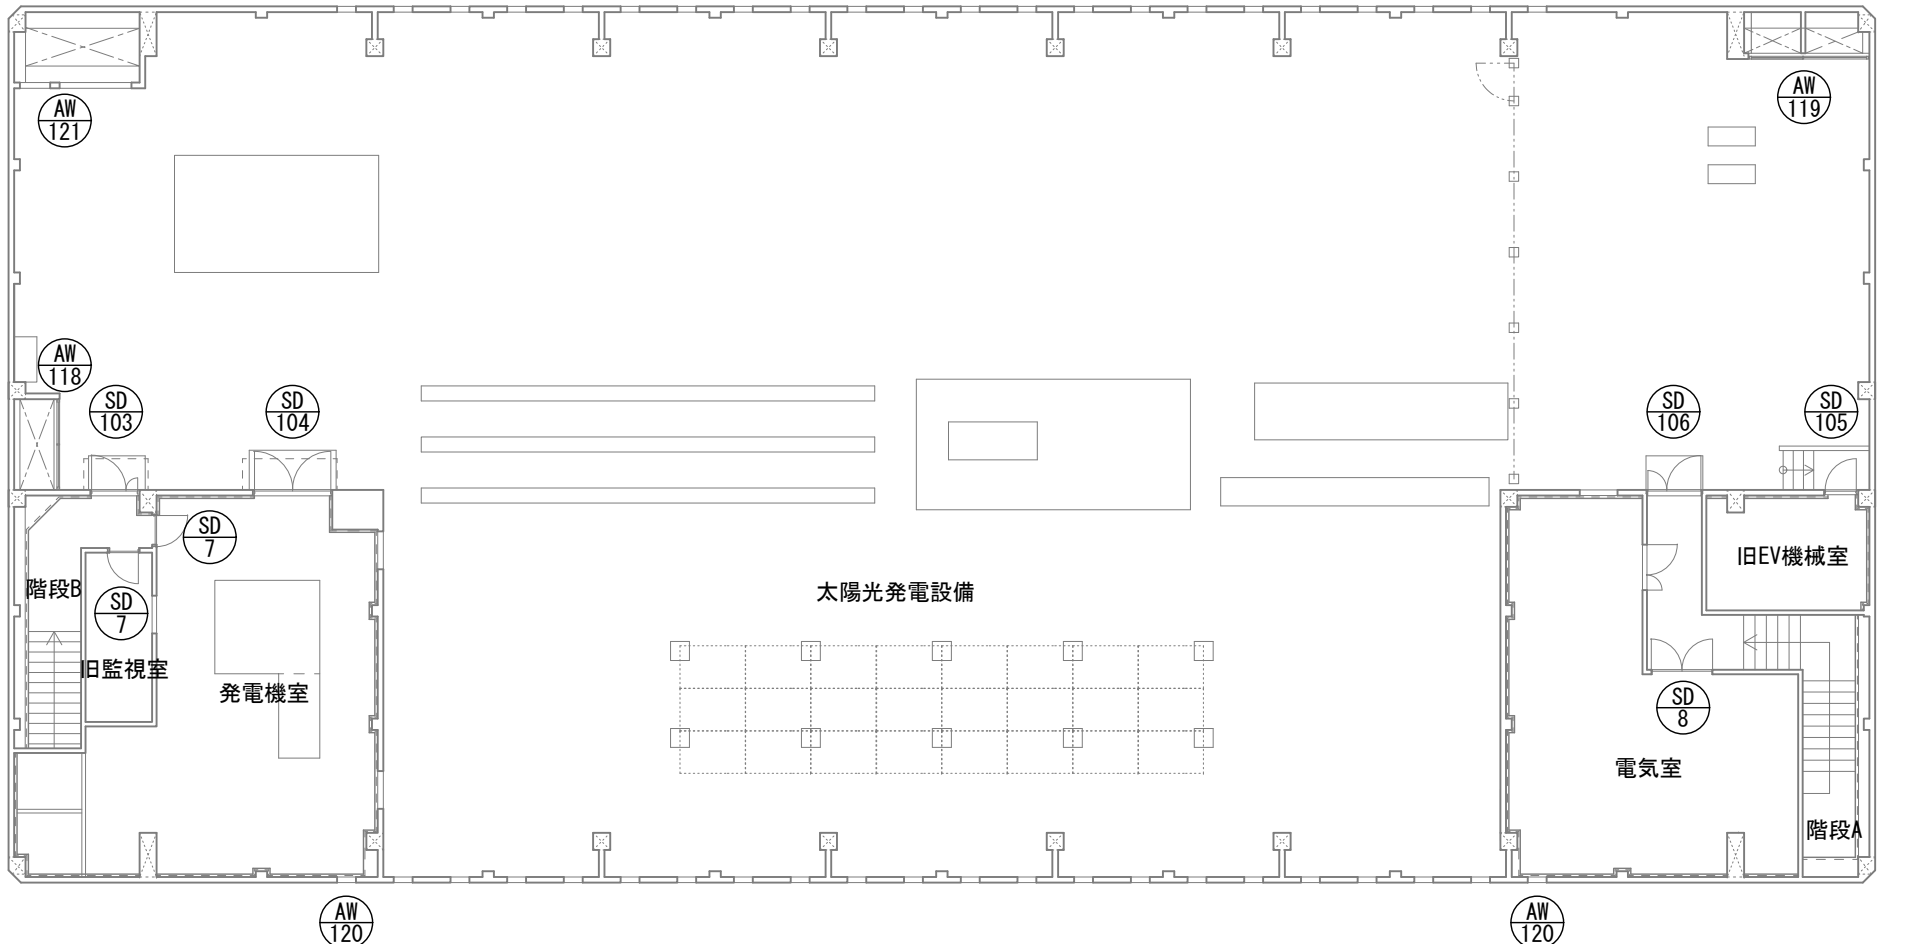 AW
121
AW
119
AW
118
SD
103
SD
104
SD
106
SD
105
SD
7
旧EV機械室
階段B
SD
7
太陽光発電設備
旧監視室
発電機室
SD
8
電気室
階段A
AW
120
AW
120